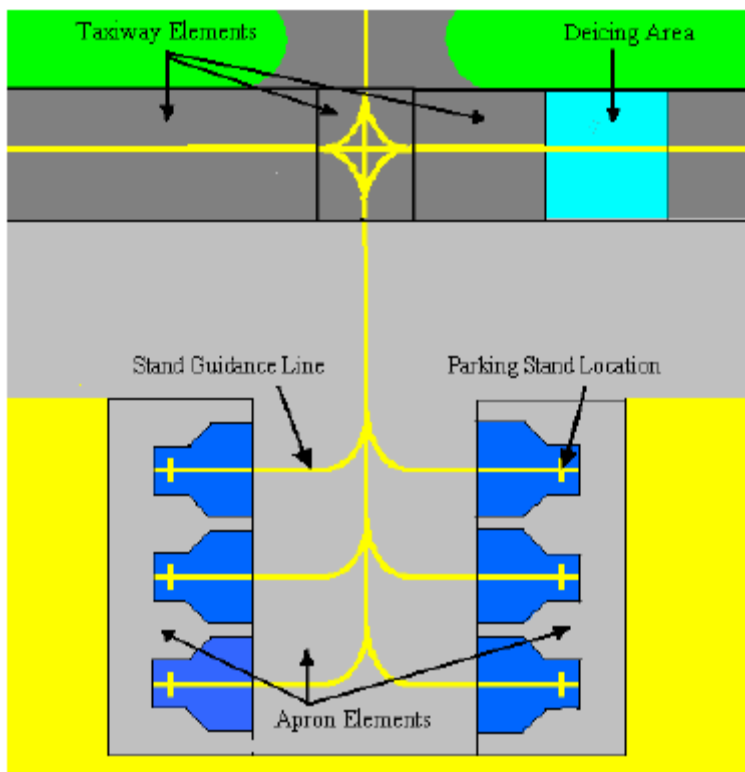 Taxiway Elements
Deicing Area
Stand Guidance Line
Parking Stand Location
Apron Elements